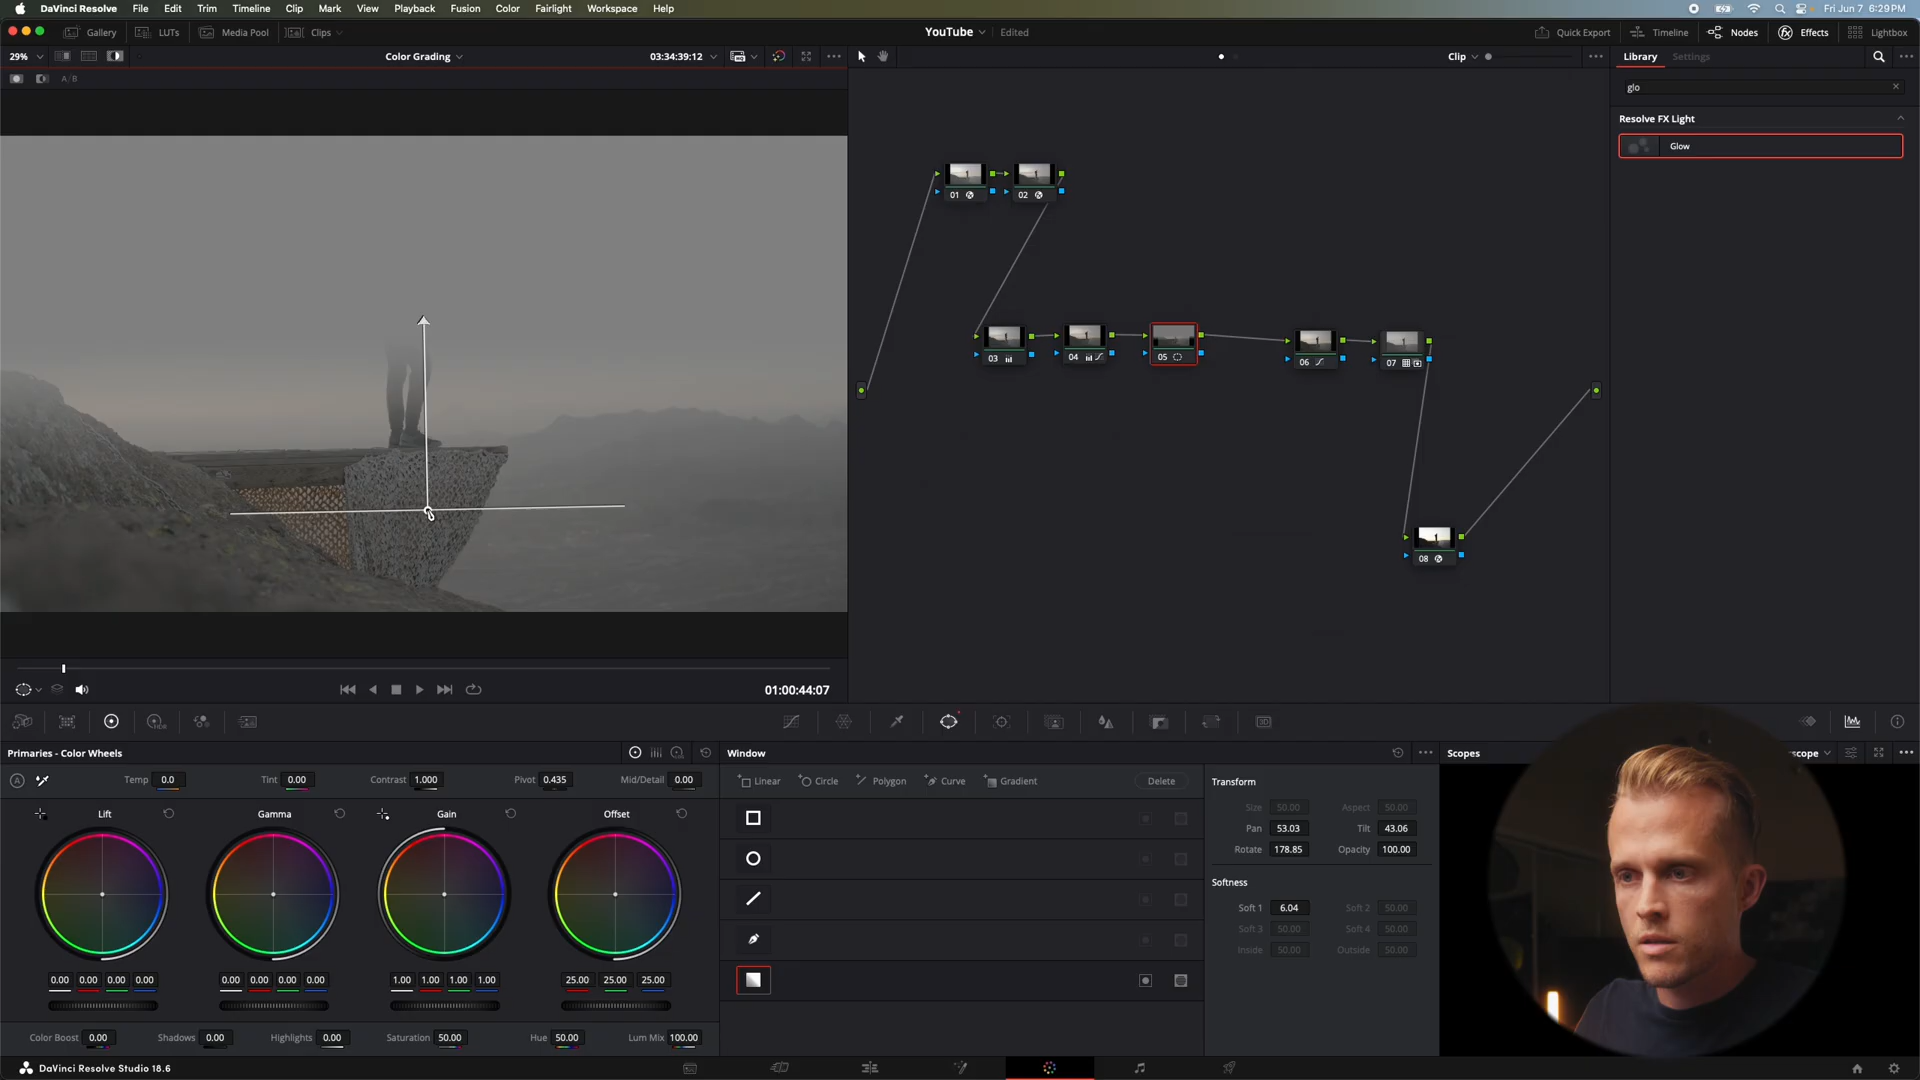 DaVinci Resolve File Edit Trim Timeline Clip Mark View Playback Fusion Color Fairlight Workspace Help Fri Jun 7 6:29PM
Gallery LUTs Media Pool Clips YouTube Edited Quick Export Timeline Nodes Effects Lightbox
29% Color Grading 03:34:39:12 Clip Library Settings
A/B
glo
Resolve FX Light
Glow
01 02
03 04 05 06 07
08
01:00:44:07
Primaries - Color Wheels Window Scopes scope
Temp 0.0 Tint 0.00 Contrast 1.000 Pivot 0.435 Mid/Detail 0.00 Linear Circle Polygon Curve Gradient Delete Transform
Lift Gamma Gain Offset
Size 50.00 Aspect 50.00
Pan 53.03 Tilt 43.06
Rotate 178.85 Opacity 100.00
Softness
Soft 1 6.04 Soft 2 50.00
Soft 3 50.00 Soft 4 50.00
Inside 50.00 Outside 50.00
0.00 0.00 0.00 0.00 0.00 0.00 0.00 0.00 1.00 1.00 1.00 1.00 25.00 25.00 25.00
Color Boost 0.00 Shadows 0.00 Highlights 0.00 Saturation 50.00 Hue 50.00 Lum Mix 100.00
DaVinci Resolve Studio 18.6